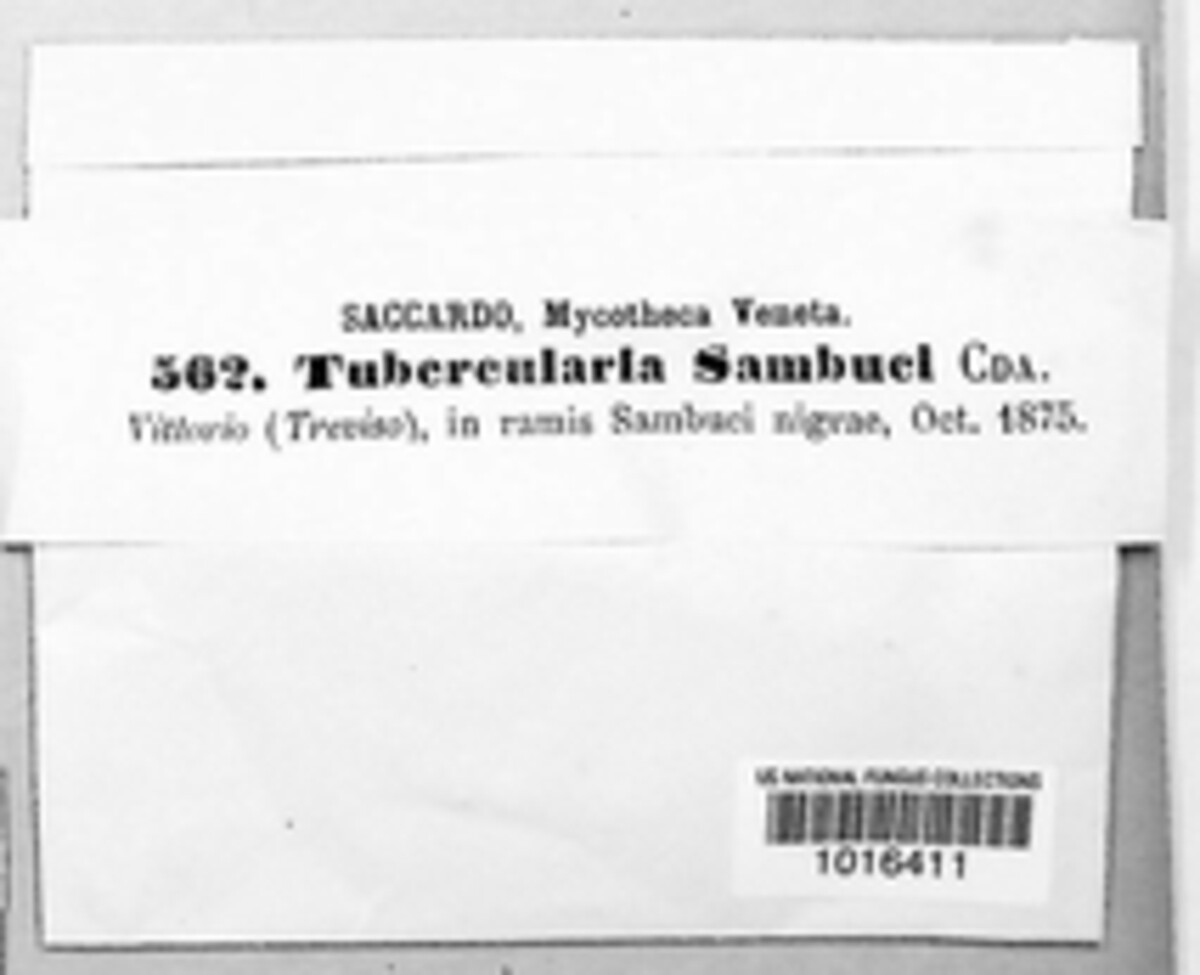 SACCARDO, Mycotheca Veneta.
562. Tubercularia Sambuci CDA.
Vittorio (Treviso), in ramis Sambuci nigrae, Oct. 1875.
US NATIONAL FUNGUS COLLECTIONS
1016411